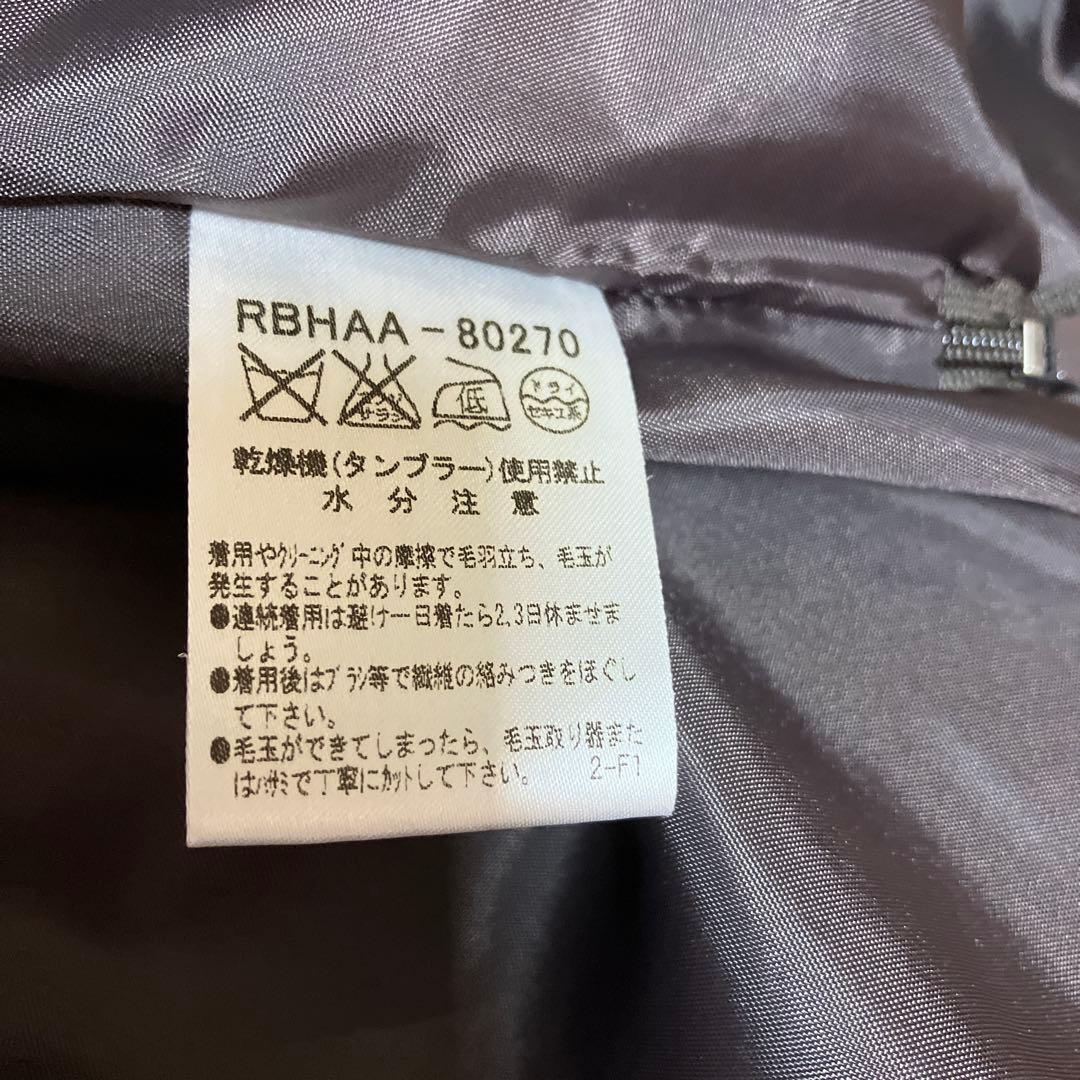 RBHAA-80270
エンソ サラシ 低 ドライ セキユ系
乾燥機(タンブラー)使用禁止
水分注意
着用やｸﾘｰﾆﾝｸﾞ中の摩擦で毛羽立ち、毛玉が
発生することがあります。
●連続着用は避け一日着たら2,3日休ませま
しょう。
●着用後はﾌﾞﾗｼ等で繊維の絡みつきをほぐし
て下さい。
●毛玉ができてしまったら、毛玉取り器また
はﾊｻﾐで丁寧にｶｯﾄして下さい。 2-F1